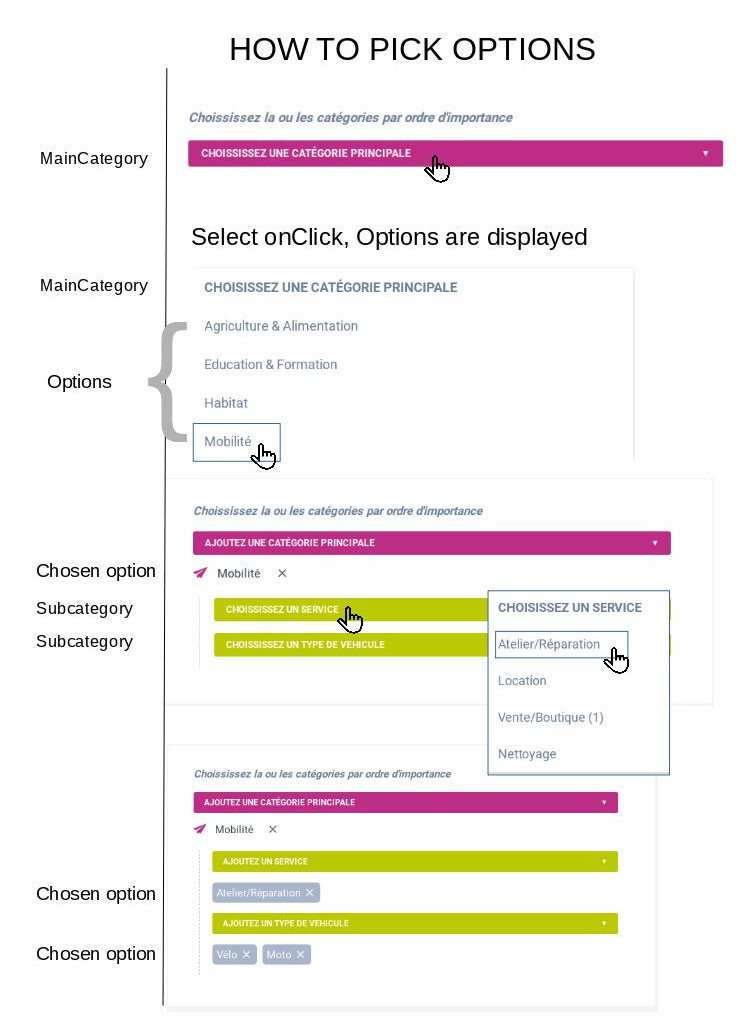 HOW TO PICK OPTIONS
Choississez la ou les catégories par ordre d'importance
MainCategory
CHOISSISSEZ UNE CATÉGORIE PRINCIPALE
Select onClick, Options are displayed
MainCategory
CHOISISSEZ UNE CATÉGORIE PRINCIPALE
Agriculture & Alimentation
Education & Formation
Options
Habitat
Mobilité
Choississez la ou les catégories par ordre d'importance
AJOUTEZ UNE CATÉGORIE PRINCIPALE
Chosen option
Mobilité ×
Subcategory
CHOISSISSEZ UN SERVICE
Subcategory
CHOISSISSEZ UN TYPE DE VEHICULE
CHOISISSEZ UN SERVICE
Atelier/Réparation
Location
Vente/Boutique (1)
Nettoyage
Choississez la ou les catégories par ordre d'importance
AJOUTEZ UNE CATÉGORIE PRINCIPALE
Mobilité ×
AJOUTEZ UN SERVICE
Chosen option
Atelier/Réparation ×
AJOUTEZ UN TYPE DE VEHICULE
Chosen option
Vélo × Moto ×